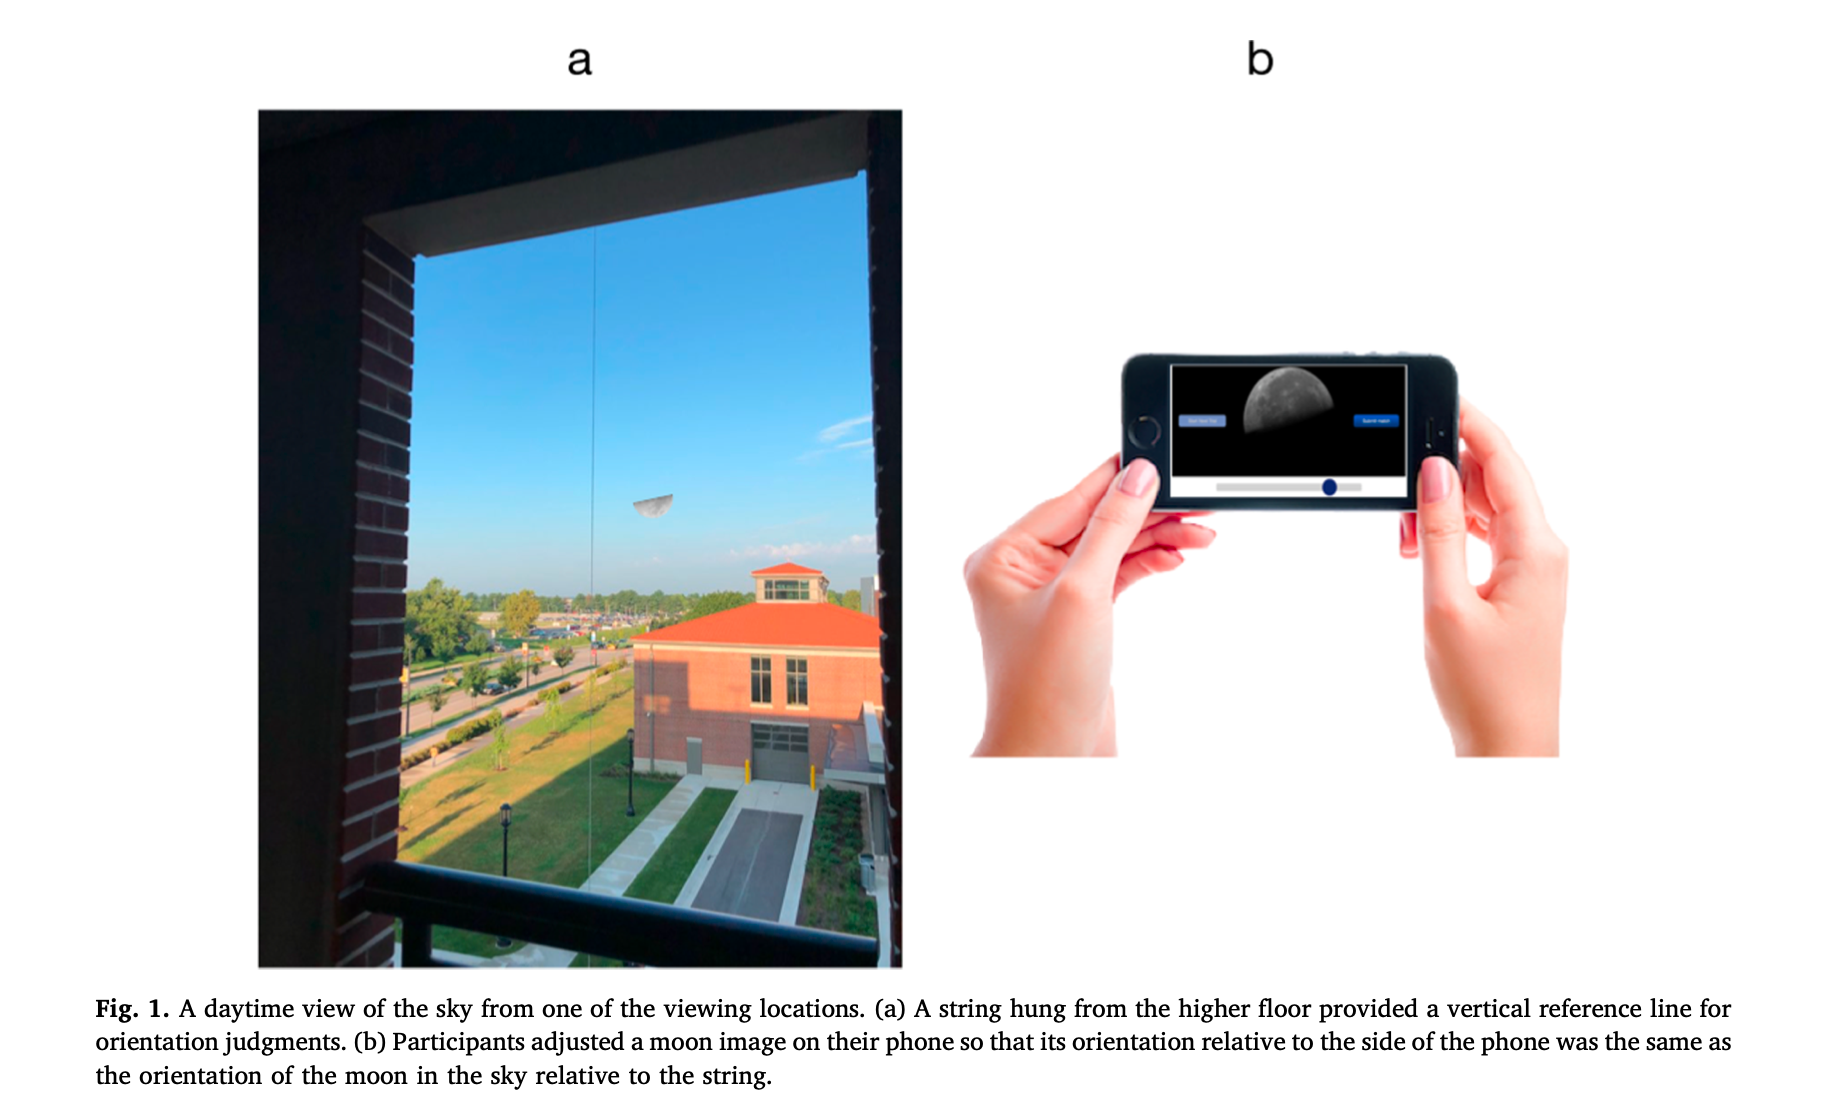 a
b
Submit match
Fig. 1. A daytime view of the sky from one of the viewing locations. (a) A string hung from the higher floor provided a vertical reference line for
orientation judgments. (b) Participants adjusted a moon image on their phone so that its orientation relative to the side of the phone was the same as
the orientation of the moon in the sky relative to the string.